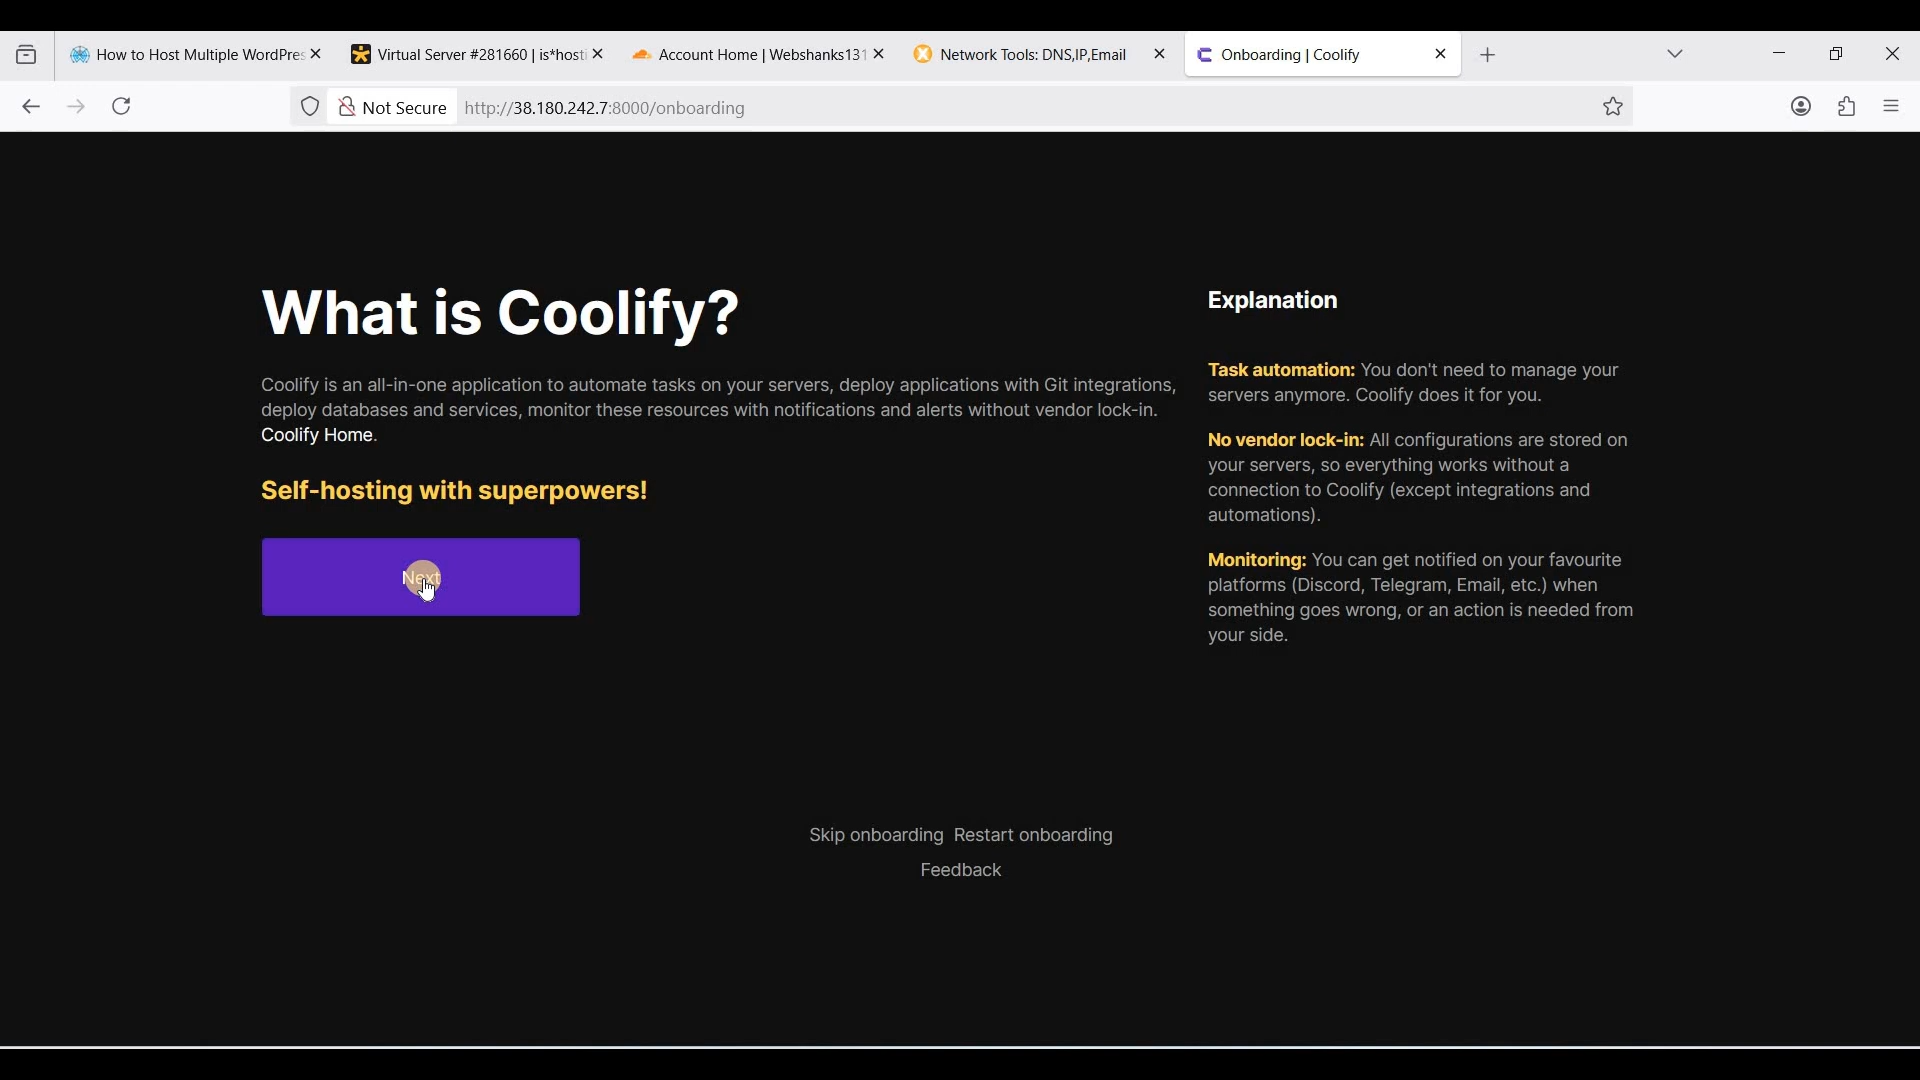 How to Host Multiple WordPres
Virtual Server #281660 | is*hosti
Account Home | Webshanks131
Network Tools: DNS,IP,Email
Onboarding | Coolify
Not Secure
http://38.180.242.7:8000/onboarding
What is Coolify?
Coolify is an all-in-one application to automate tasks on your servers, deploy applications with Git integrations,
deploy databases and services, monitor these resources with notifications and alerts without vendor lock-in.
Coolify Home.
Self-hosting with superpowers!
Next
Explanation
Task automation: You don't need to manage your
servers anymore. Coolify does it for you.
No vendor lock-in: All configurations are stored on
your servers, so everything works without a
connection to Coolify (except integrations and
automations).
Monitoring: You can get notified on your favourite
platforms (Discord, Telegram, Email, etc.) when
something goes wrong, or an action is needed from
your side.
Skip onboarding Restart onboarding
Feedback